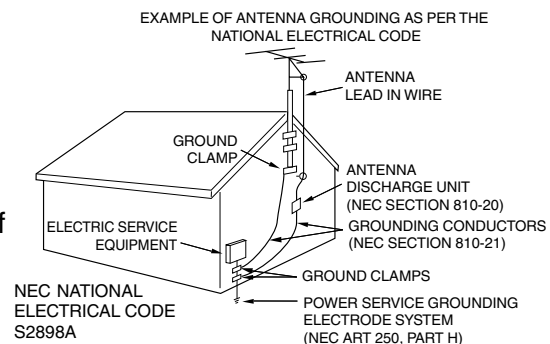 EXAMPLE OF ANTENNA GROUNDING AS PER THE
NATIONAL ELECTRICAL CODE
ANTENNA
LEAD IN WIRE
GROUND
CLAMP
ANTENNA
DISCHARGE UNIT
(NEC SECTION 810-20)
GROUNDING CONDUCTORS
(NEC SECTION 810-21)
f
ELECTRIC SERVICE
EQUIPMENT
GROUND CLAMPS
NEC NATIONAL
ELECTRICAL CODE
S2898A
POWER SERVICE GROUNDING
ELECTRODE SYSTEM
(NEC ART 250, PART H)